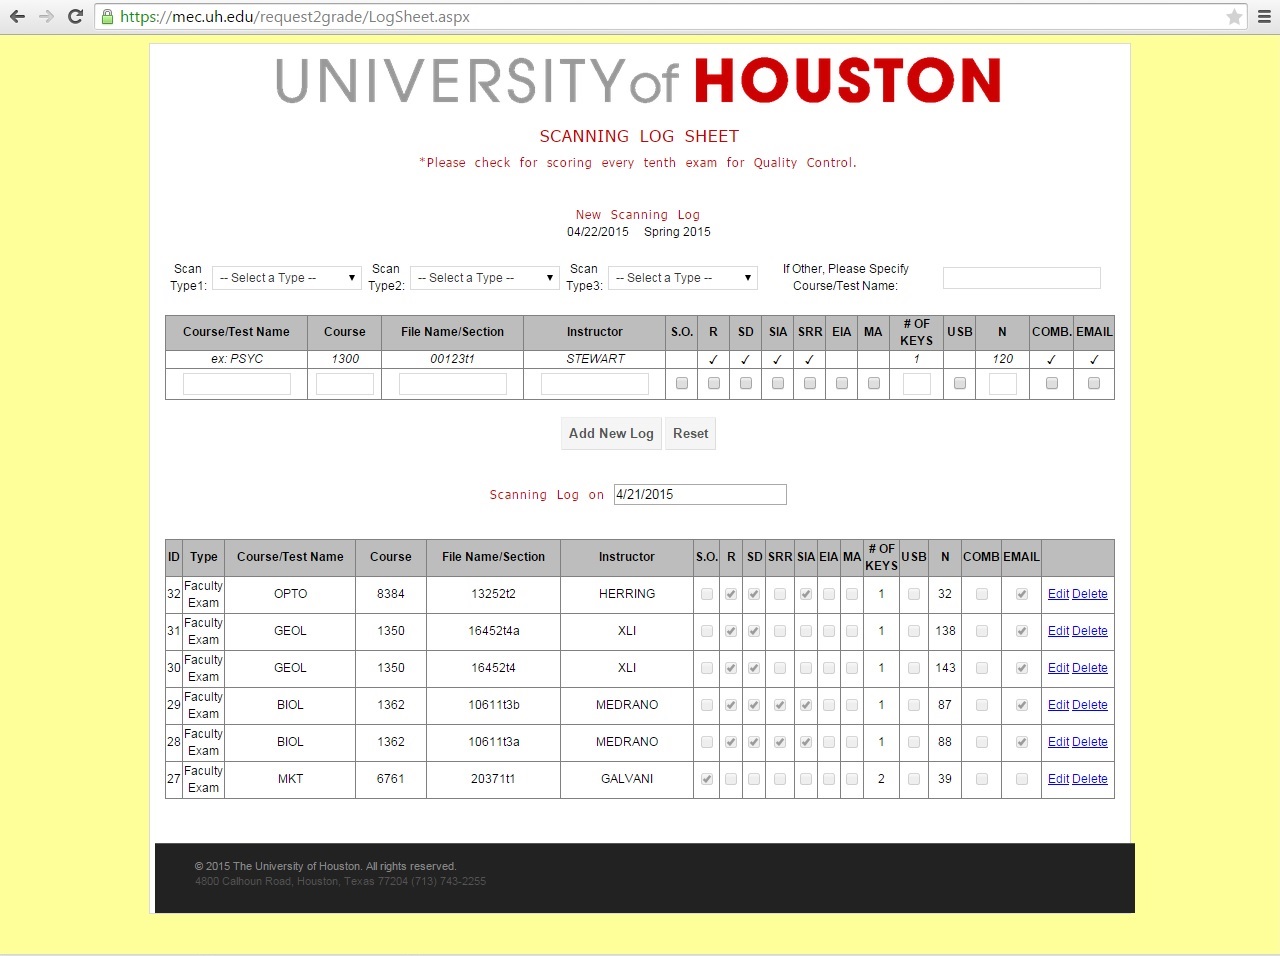 https://mec.uh.edu/request2grade/LogSheet.aspx
UNIVERSITYof HOUSTON
SCANNING LOG SHEET
*Please check for scoring every tenth exam for Quality Control.
New Scanning Log
04/22/2015 Spring 2015
Scan Type1: -- Select a Type -- Scan Type2: -- Select a Type -- Scan Type3: -- Select a Type -- If Other, Please Specify Course/Test Name:
Course/Test Name Course File Name/Section Instructor S.O. R SD SIA SRR EIA MA # OF KEYS USB N COMB. EMAIL
ex: PSYC 1300 00123t1 STEWART ✓ ✓ ✓ ✓ 1 120 ✓ ✓
Add New Log Reset
Scanning Log on 4/21/2015
ID Type Course/Test Name Course File Name/Section Instructor S.O. R SD SRR SIA EIA MA # OF KEYS USB N COMB EMAIL
32 Faculty Exam OPTO 8384 13252t2 HERRING 1 32 Edit Delete
31 Faculty Exam GEOL 1350 16452t4a XLI 1 138 Edit Delete
30 Faculty Exam GEOL 1350 16452t4 XLI 1 143 Edit Delete
29 Faculty Exam BIOL 1362 10611t3b MEDRANO 1 87 Edit Delete
28 Faculty Exam BIOL 1362 10611t3a MEDRANO 1 88 Edit Delete
27 Faculty Exam MKT 6761 20371t1 GALVANI 2 39 Edit Delete
© 2015 The University of Houston. All rights reserved.
4800 Calhoun Road, Houston, Texas 77204 (713) 743-2255